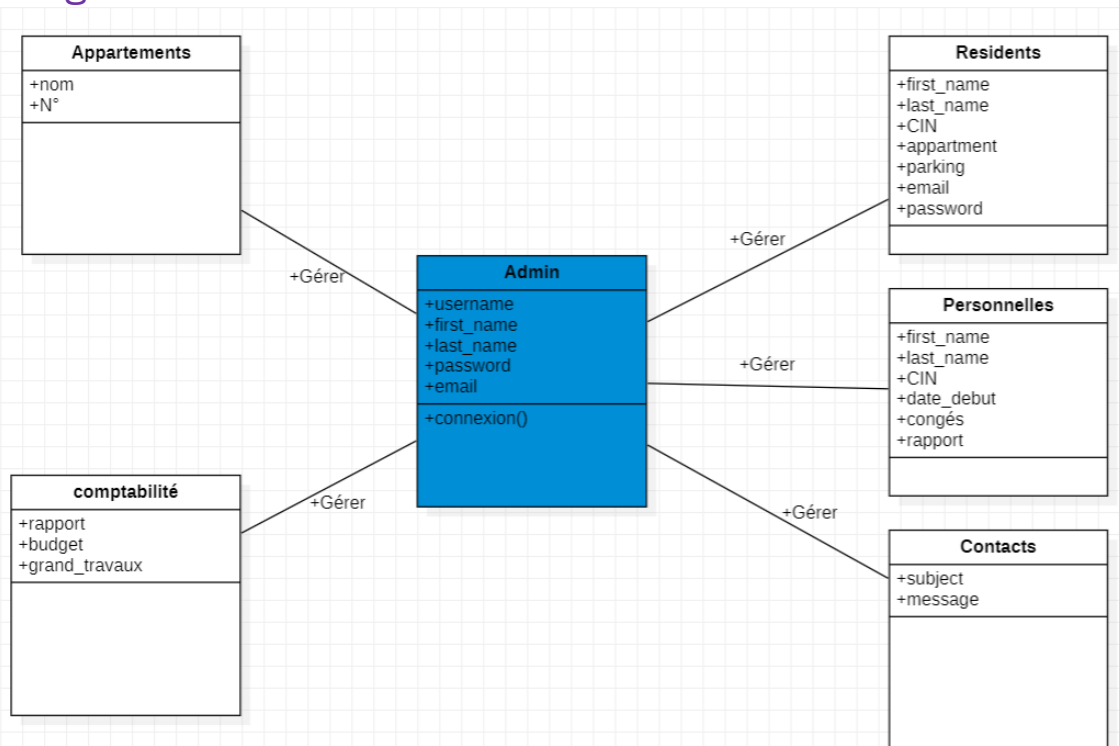 Appartements
+nom
+N°
Residents
+first_name
+last_name
+CIN
+appartment
+parking
+email
+password
+Gérer
+Gérer
Admin
+username
+first_name
+last_name
+password
+email
+connexion()
Personnelles
+first_name
+last_name
+CIN
+date_debut
+congés
+rapport
+Gérer
comptabilité
+rapport
+budget
+grand_travaux
+Gérer
+Gérer
Contacts
+subject
+message